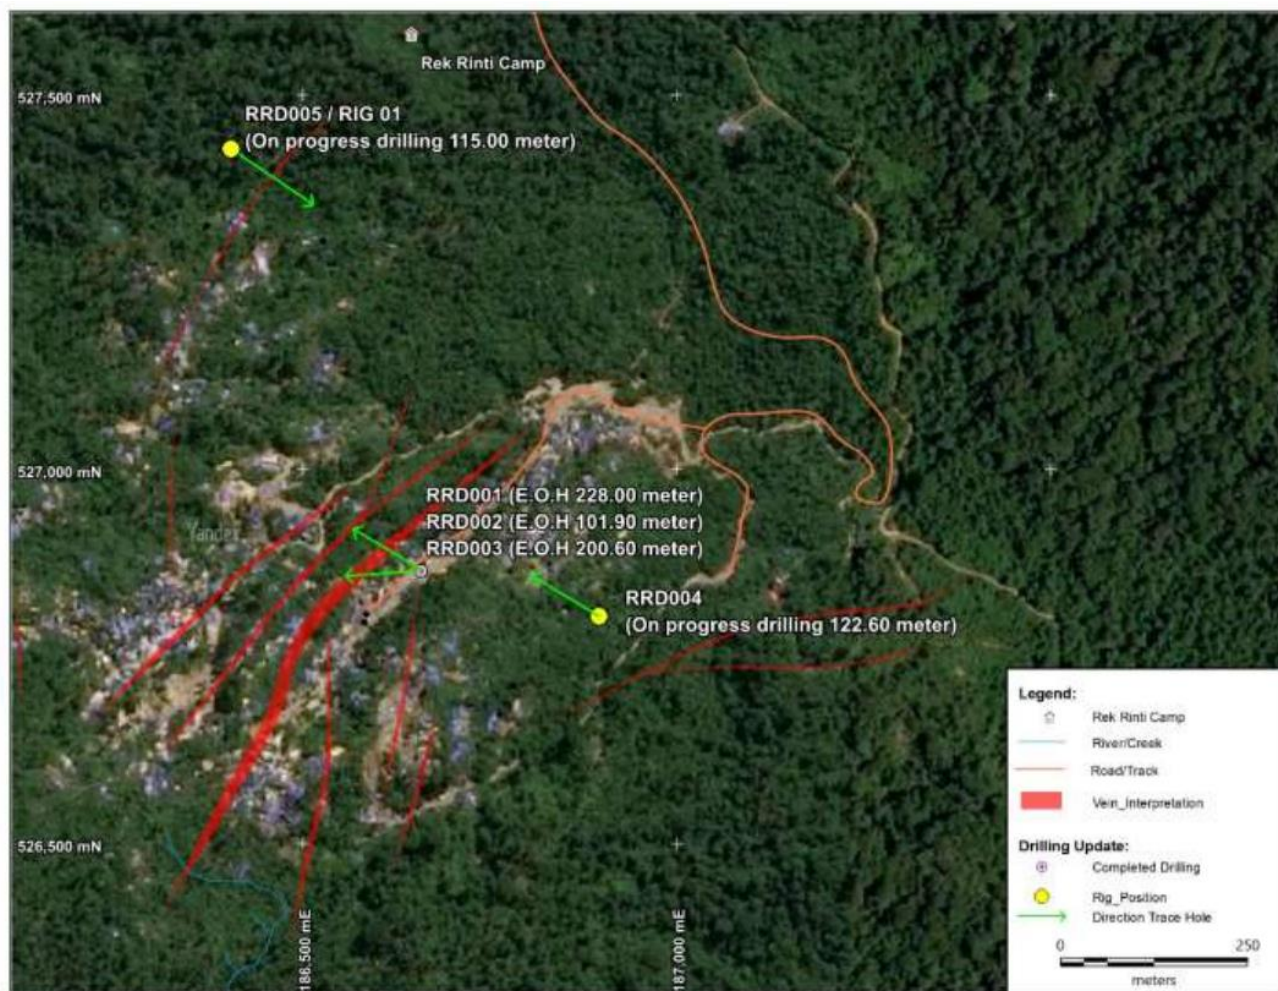 Rek Rinti Camp
527,500 mN
RRD005 / RIG 01
(On progress drilling 115.00 meter)
527,000 mN
RRD001 (E.O.H 228.00 meter)
RRD002 (E.O.H 101.90 meter)
RRD003 (E.O.H 200.60 meter)
Yandex
RRD004
(On progress drilling 122.60 meter)
526,500 mN
186,500 mE
187,000 mE
Legend:
Rek Rinti Camp
River/Creek
Road/Track
Vein_Interpretation
Drilling Update:
Completed Drilling
Rig_Position
Direction Trace Hole
0 250
meters